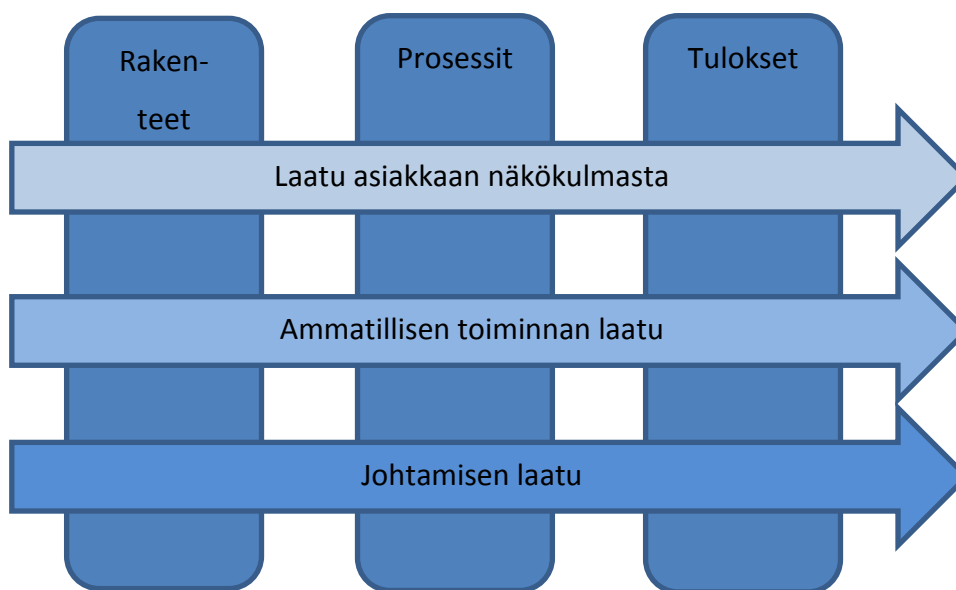 Raken-
teet
Prosessit
Tulokset
Laatu asiakkaan näkökulmasta
Ammatillisen toiminnan laatu
Johtamisen laatu